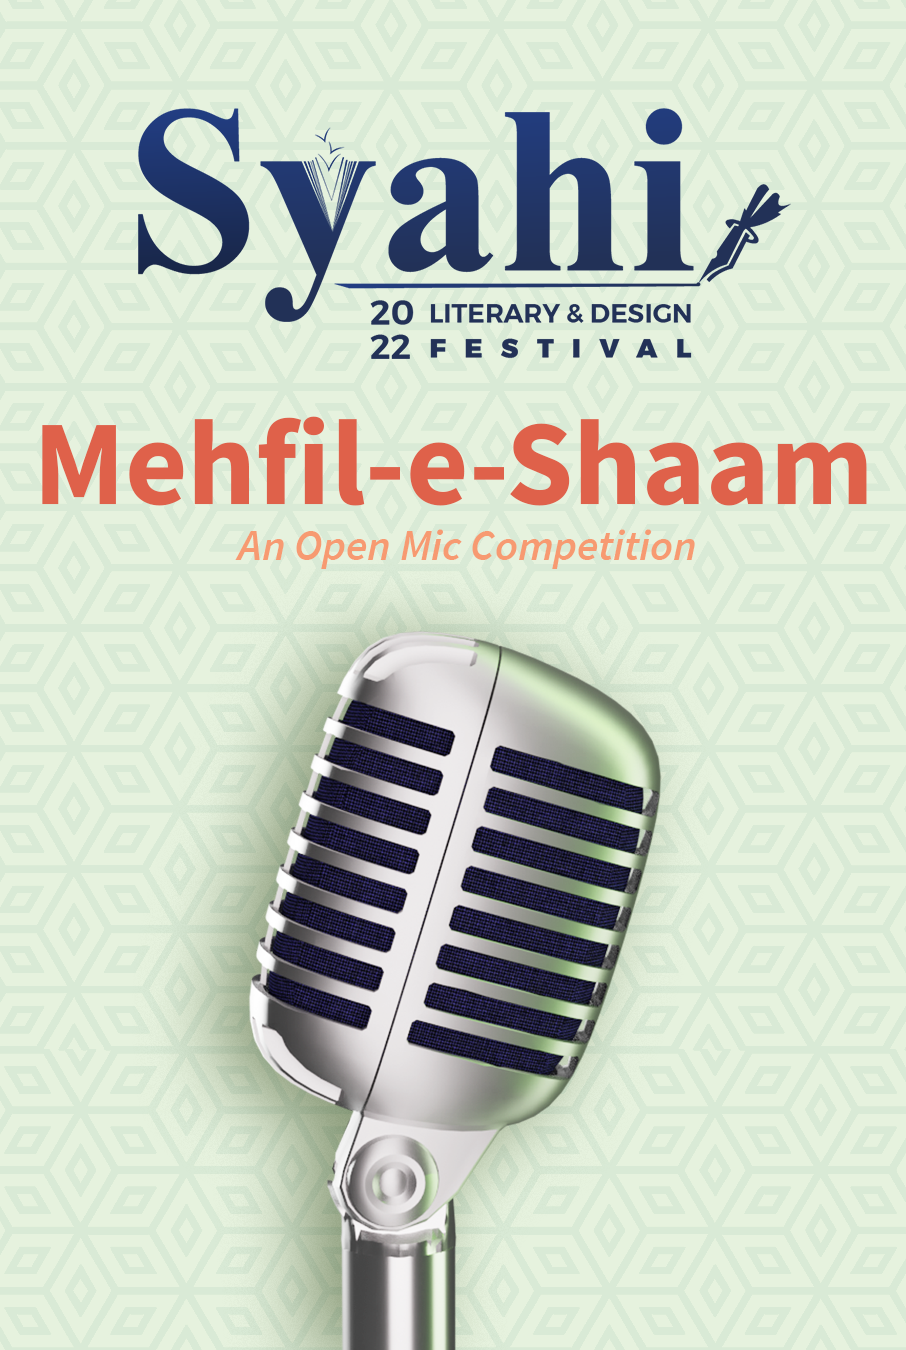 Syahi
20 LITERARY & DESIGN
22 FESTIVAL
Mehfil-e-Shaam
An Open Mic Competition